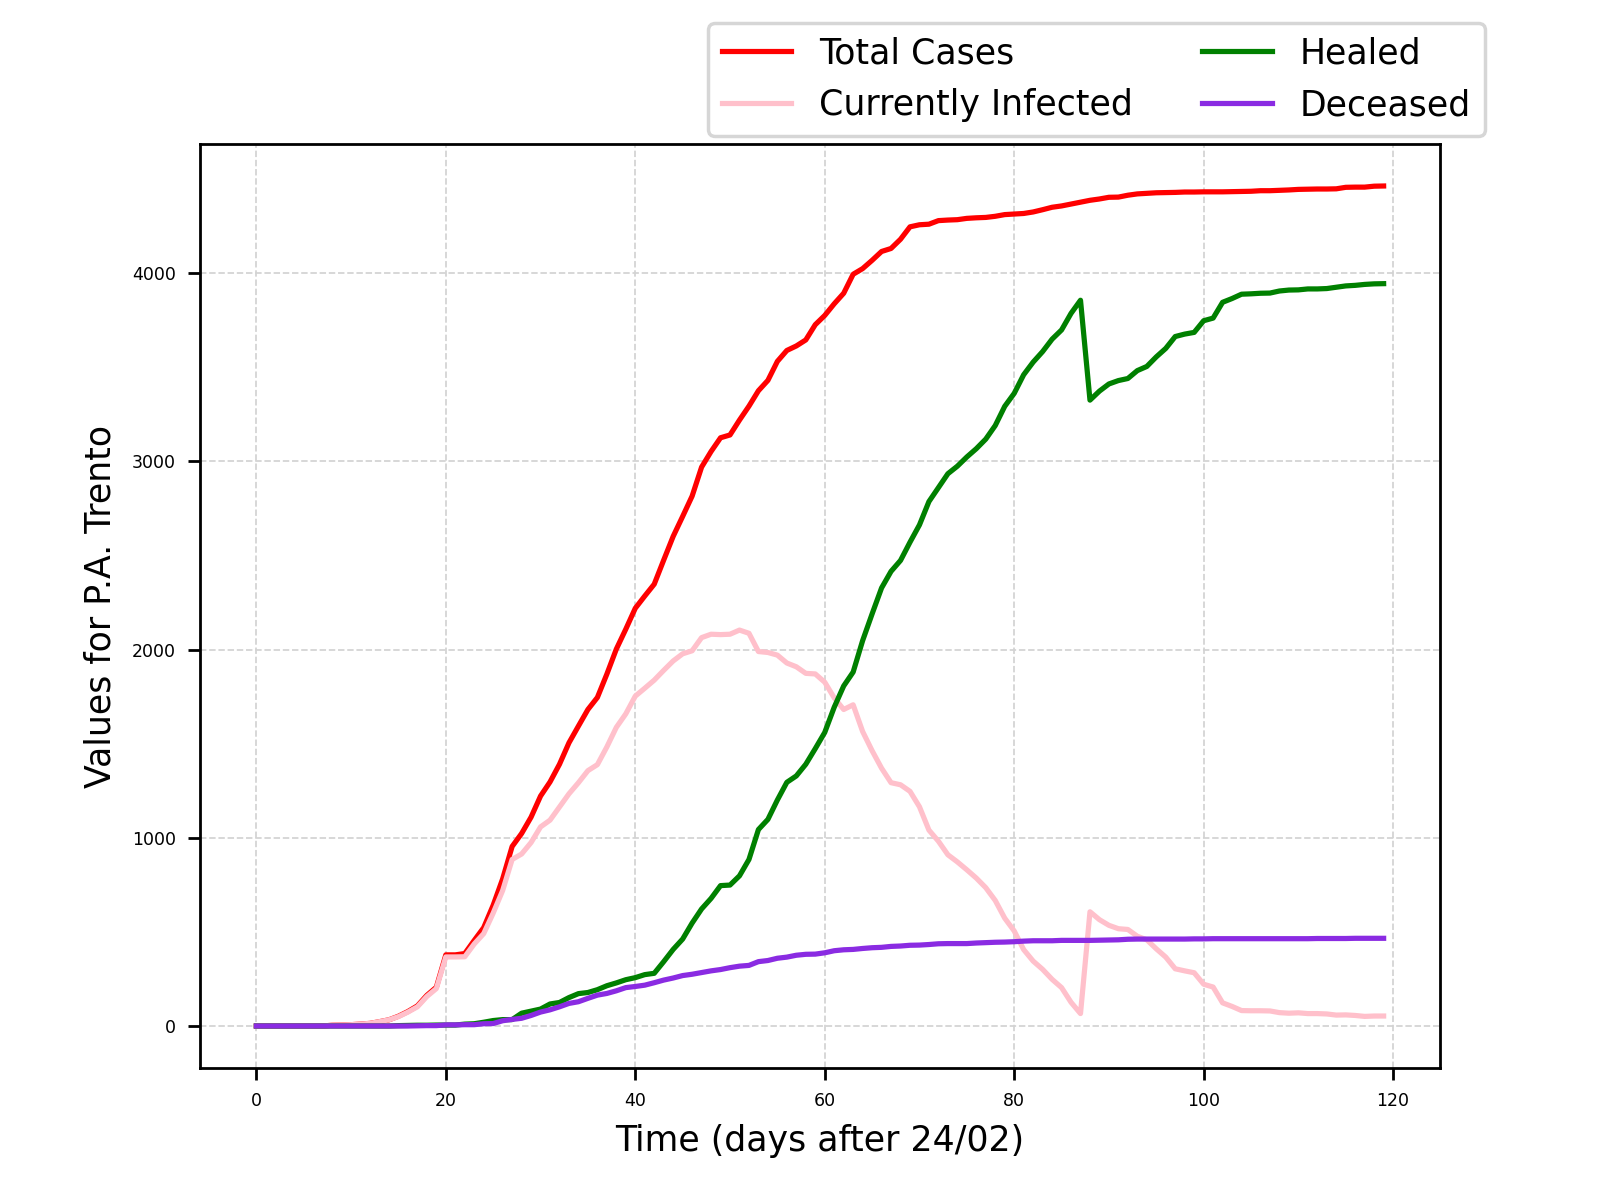 Total Cases
Currently Infected
Healed
Deceased
Values for P.A. Trento
4000
3000
2000
1000
0
0 20 40 60 80 100 120
Time (days after 24/02)